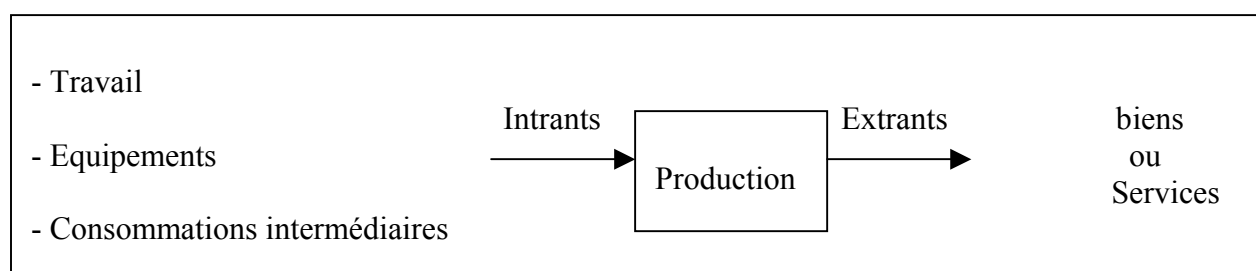 - Travail
- Equipements
- Consommations intermédiaires
Intrants
Production
Extrants
biens
ou
Services